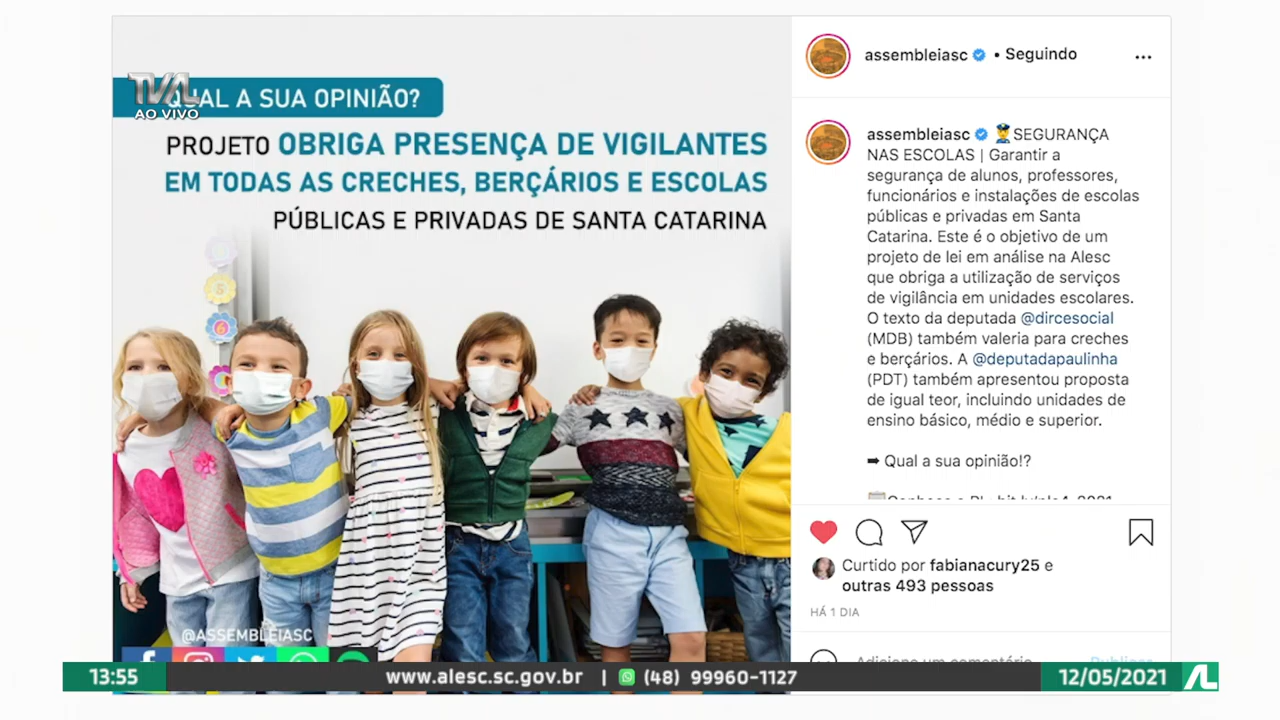 TVAL
AO VIVO
QUAL A SUA OPINIÃO?
PROJETO OBRIGA PRESENÇA DE VIGILANTES
EM TODAS AS CRECHES, BERÇÁRIOS E ESCOLAS
PÚBLICAS E PRIVADAS DE SANTA CATARINA
@ASSEMBLEIASC
assembleiasc • Seguindo
assembleiasc 👮SEGURANÇA
NAS ESCOLAS | Garantir a
segurança de alunos, professores,
funcionários e instalações de escolas
públicas e privadas em Santa
Catarina. Este é o objetivo de um
projeto de lei em análise na Alesc
que obriga a utilização de serviços
de vigilância em unidades escolares.
O texto da deputada @dircesocial
(MDB) também valeria para creches
e berçários. A @deputadapaulinha
(PDT) também apresentou proposta
de igual teor, incluindo unidades de
ensino básico, médio e superior.
➡ Qual a sua opinião!?
Curtido por fabianacury25 e
outras 493 pessoas
HÁ 1 DIA
Adicione um comentário
Publicar
13:55
www.alesc.sc.gov.br | (48) 99960-1127
12/05/2021